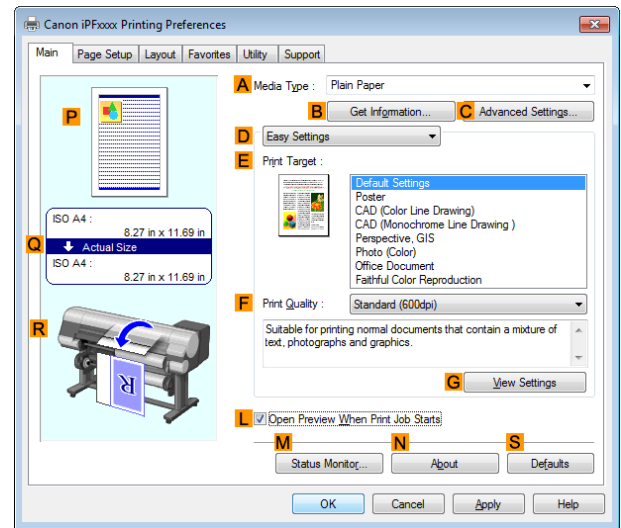 Canon iPFxxxx Printing Preferences
Main Page Setup Layout Favorites Utility Support
A Media Type : Plain Paper
B Get Information... C Advanced Settings...
D Easy Settings
E Print Target :
Default Settings
Poster
CAD (Color Line Drawing)
CAD (Monochrome Line Drawing )
Perspective, GIS
Photo (Color)
Office Document
Faithful Color Reproduction
F Print Quality : Standard (600dpi)
Suitable for printing normal documents that contain a mixture of
text, photographs and graphics.
G View Settings
L Open Preview When Print Job Starts
M N S
Status Monitor... About Defaults
P
ISO A4 :
8.27 in x 11.69 in
Q Actual Size
ISO A4 :
8.27 in x 11.69 in
R
R
OK Cancel Apply Help